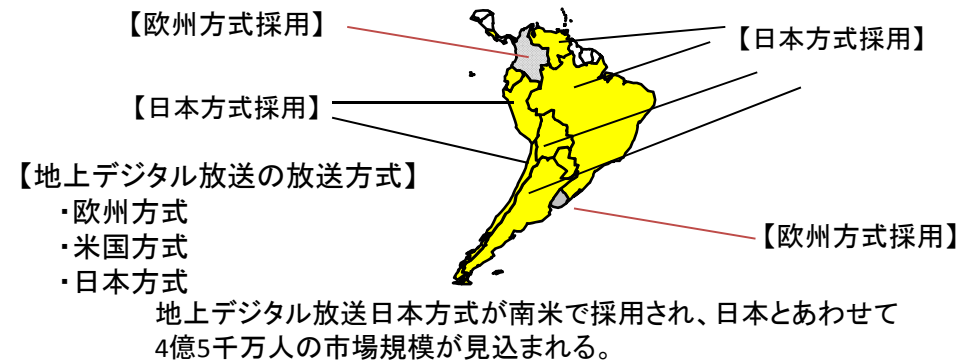 【欧州方式採用】
【日本方式採用】
【日本方式採用】
【地上デジタル放送の放送方式】
・欧州方式
・米国方式
・日本方式
【欧州方式採用】
地上デジタル放送日本方式が南米で採用され、日本とあわせて
4億5千万人の市場規模が見込まれる。